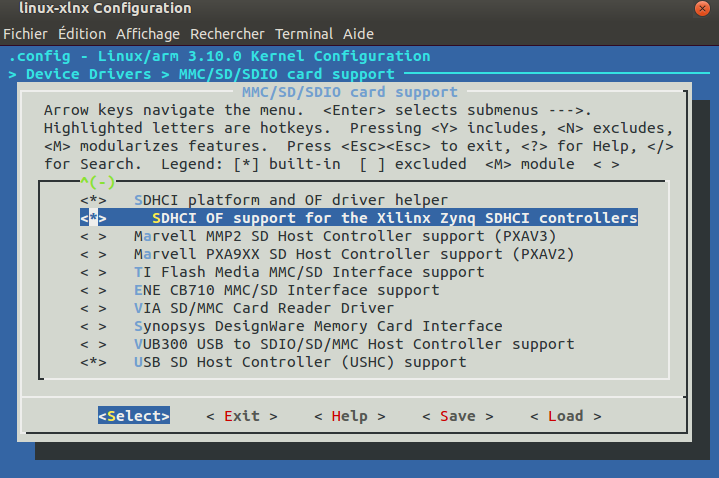 linux-xlnx Configuration
Fichier Édition Affichage Rechercher Terminal Aide
.config - Linux/arm 3.10.0 Kernel Configuration
> Device Drivers > MMC/SD/SDIO card support
MMC/SD/SDIO card support
Arrow keys navigate the menu. <Enter> selects submenus --->.
Highlighted letters are hotkeys. Pressing <Y> includes, <N> excludes,
<M> modularizes features. Press <Esc><Esc> to exit, <?> for Help, </>
for Search. Legend: [*] built-in [ ] excluded <M> module < >
^(-)
<*> SDHCI platform and OF driver helper
<*> SDHCI OF support for the Xilinx Zynq SDHCI controllers
< > Marvell MMP2 SD Host Controller support (PXAV3)
< > Marvell PXA9XX SD Host Controller support (PXAV2)
< > TI Flash Media MMC/SD Interface support
< > ENE CB710 MMC/SD Interface support
< > VIA SD/MMC Card Reader Driver
< > Synopsys DesignWare Memory Card Interface
< > VUB300 USB to SDIO/SD/MMC Host Controller support
<*> USB SD Host Controller (USHC) support
<Select> < Exit > < Help > < Save > < Load >